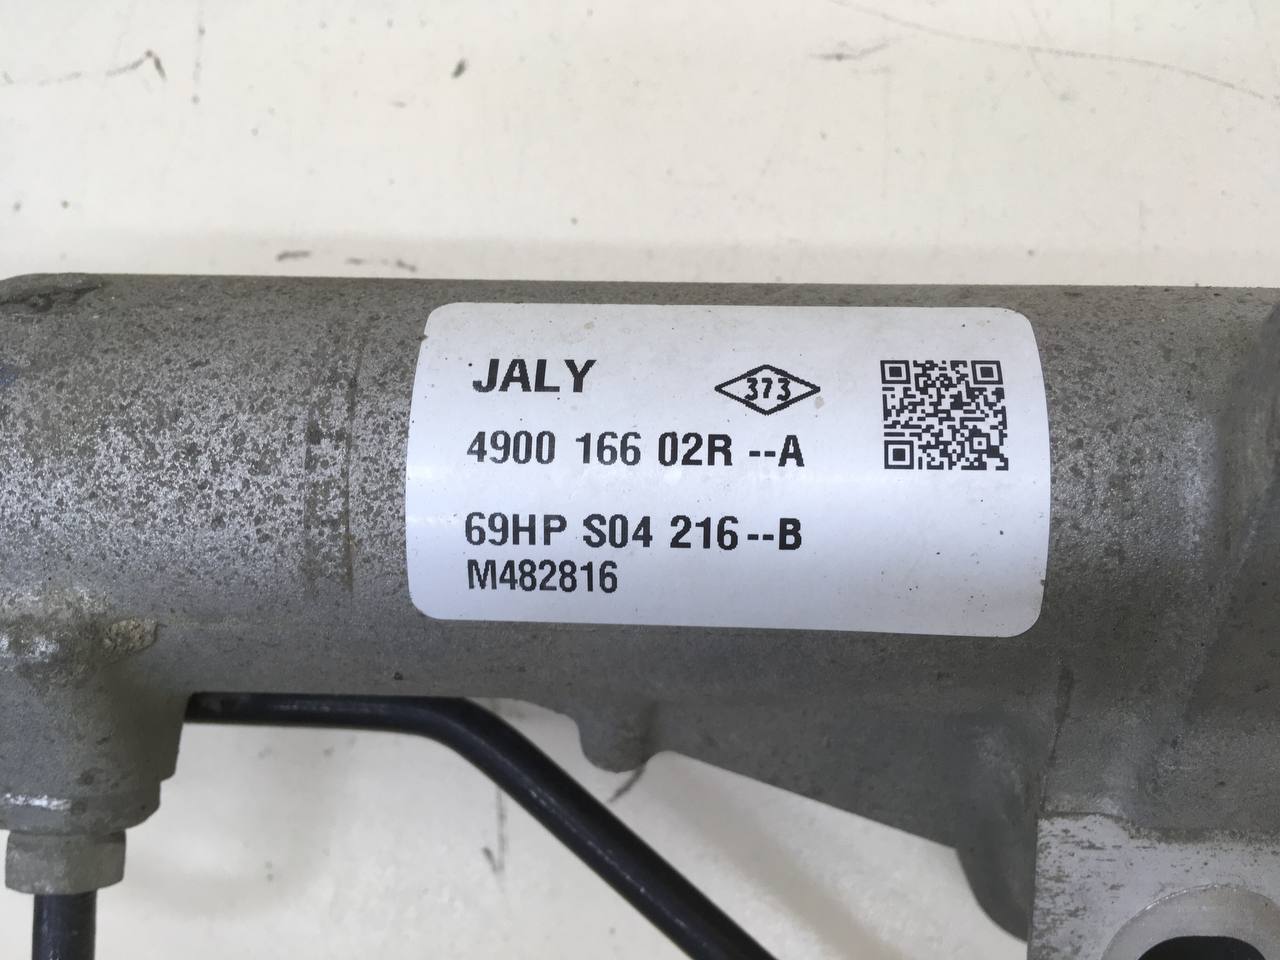 JALY 373
4900 166 02R --A
69HP S04 216--B
M482816